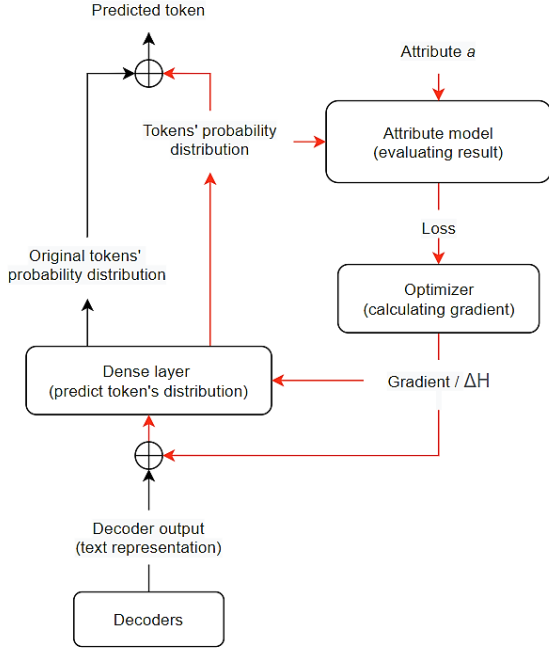 Predicted token
Attribute a
Tokens' probability
distribution
Attribute model
(evaluating result)
Loss
Original tokens'
probability distribution
Optimizer
(calculating gradient)
Dense layer
(predict token's distribution)
Gradient / ΔH
Decoder output
(text representation)
Decoders